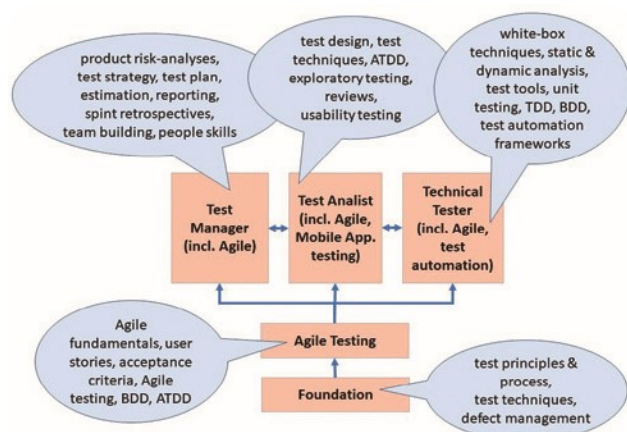 product risk-analyses,
test strategy, test plan,
estimation, reporting,
spint retrospectives,
team building, people skills
test design, test
techniques, ATDD,
exploratory testing,
reviews,
usability testing
white-box
techniques, static &
dynamic analysis,
test tools, unit
testing, TDD, BDD,
test automation
frameworks
Test
Manager
(incl. Agile)
Test Analist
(incl. Agile,
Mobile App.
testing)
Technical
Tester
(incl. Agile,
test
automation)
Agile
fundamentals, user
stories, acceptance
criteria, Agile
testing, BDD, ATDD
Agile Testing
Foundation
test principles &
process,
test techniques,
defect management